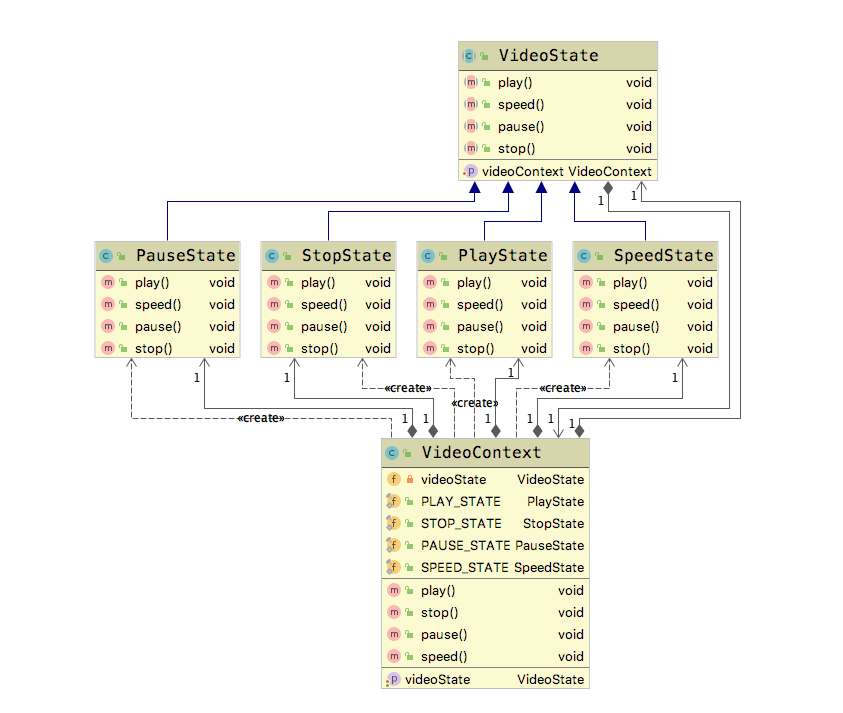 VideoState
play() void
speed() void
pause() void
stop() void
videoContext VideoContext
1 1
PauseState StopState PlayState SpeedState
play() void play() void play() void play() void
speed() void speed() void speed() void speed() void
pause() void pause() void pause() void pause() void
stop() void stop() void stop() void stop() void
1 1 1 1
«create» «create»
«create»
«create» 1 1 1 1 1 1
VideoContext
videoState VideoState
PLAY_STATE PlayState
STOP_STATE StopState
PAUSE_STATE PauseState
SPEED_STATE SpeedState
play() void
stop() void
pause() void
speed() void
videoState VideoState